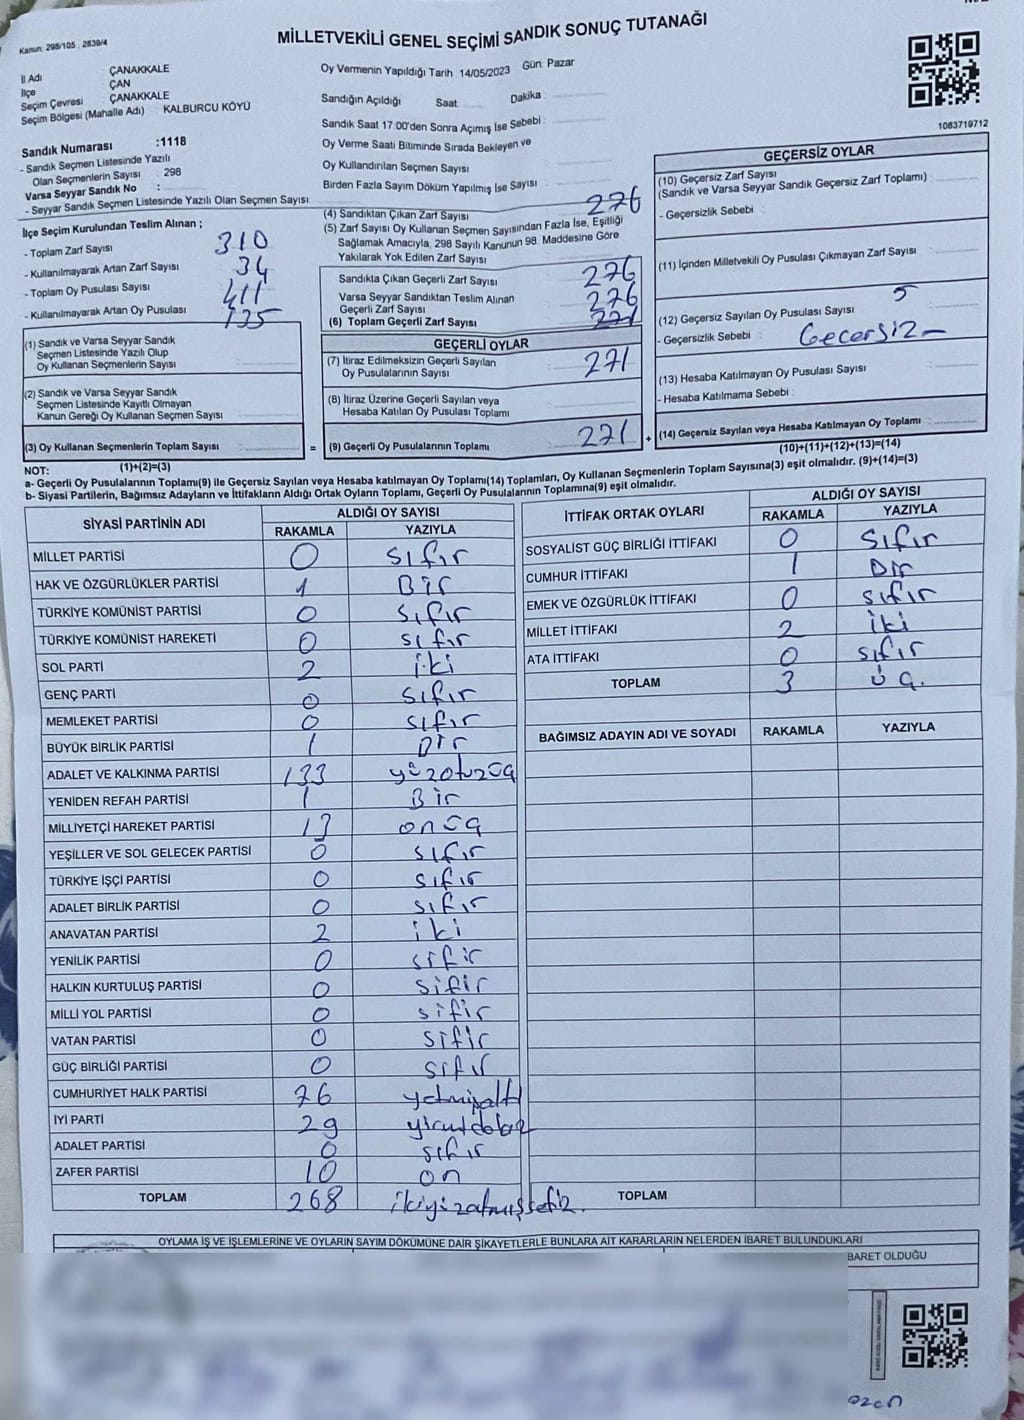 Kanun: 298/105 . 2839/4
MİLLETVEKİLİ GENEL SEÇİMİ SANDIK SONUÇ TUTANAĞI
İl Adı ÇANAKKALE
İlçe ÇAN
Seçim Çevresi ÇANAKKALE
Seçim Bölgesi (Mahalle Adı) : KALBURCU KÖYÜ
Sandık Numarası :1118
- Sandık Seçmen Listesinde Yazılı
Olan Seçmenlerin Sayısı : 298
Varsa Seyyar Sandık No :
- Seyyar Sandık Seçmen Listesinde Yazılı Olan Seçmen Sayısı
İlçe Seçim Kurulundan Teslim Alınan ;
- Toplam Zarf Sayısı 310
- Kullanılmayarak Artan Zarf Sayısı 34
- Toplam Oy Pusulası Sayısı 411
- Kullanılmayarak Artan Oy Pusulası 135
(1) Sandık ve Varsa Seyyar Sandık
Seçmen Listesinde Yazılı Olup
Oy Kullanan Seçmenlerin Sayısı
(2) Sandık ve Varsa Seyyar Sandık
Seçmen Listesinde Kayıtlı Olmayan
Kanun Gereği Oy Kullanan Seçmen Sayısı
(3) Oy Kullanan Seçmenlerin Toplam Sayısı =
(1)+(2)=(3)
Oy Vermenin Yapıldığı Tarih 14/05/2023 Gün: Pazar
Sandığın Açıldığı Saat Dakika
Sandık Saat 17:00'den Sonra Açımış İse Sebebi :
Oy Verme Saati Bitiminde Sırada Bekleyen ve
Oy Kullandırılan Seçmen Sayısı
Birden Fazla Sayım Döküm Yapılmış İse Sayısı
(4) Sandıktan Çıkan Zarf Sayısı 276
(5) Zarf Sayısı Oy Kullanan Seçmen Sayısından Fazla İse, Eşitliği
Sağlamak Amacıyla, 298 Sayılı Kanunun 98. Maddesine Göre
Yakılarak Yok Edilen Zarf Sayısı
Sandıkta Çıkan Geçerli Zarf Sayısı 276
Varsa Seyyar Sandıktan Teslim Alınan
Geçerli Zarf Sayısı 276
(6) Toplam Geçerli Zarf Sayısı 271
GEÇERLİ OYLAR
(7) İtiraz Edilmeksizin Geçerli Sayılan
Oy Pusulalarının Sayısı 271
(8) İtiraz Üzerine Geçerli Sayılan veya
Hesaba Katılan Oy Pusulası Toplamı
(9) Geçerli Oy Pusulalarının Toplamı 271 +
1083719712
GEÇERSİZ OYLAR
(10) Geçersiz Zarf Sayısı
(Sandık ve Varsa Seyyar Sandık Geçersiz Zarf Toplamı)
- Geçersizlik Sebebi :
(11) İçinden Milletvekili Oy Pusulası Çıkmayan Zarf Sayısı
(12) Geçersiz Sayılan Oy Pusulası Sayısı 5
- Geçersizlik Sebebi : Geçersiz
(13) Hesaba Katılmayan Oy Pusulası Sayısı
- Hesaba Katılmama Sebebi :
(14) Geçersiz Sayılan veya Hesaba Katılmayan Oy Toplamı :
(10)+(11)+(12)+(13)=(14)
NOT:
a- Geçerli Oy Pusulalarının Toplamı(9) ile Geçersiz Sayılan veya Hesaba katılmayan Oy Toplamı(14) Toplamları, Oy Kullanan Seçmenlerin Toplam Sayısına(3) eşit olmalıdır. (9)+(14)=(3)
b- Siyasi Partilerin, Bağımsız Adayların ve İttifakların Aldığı Ortak Oyların Toplamı, Geçerli Oy Pusulalarının Toplamına(9) eşit olmalıdır.
SİYASİ PARTİNİN ADI ALDIĞI OY SAYISI
RAKAMLA YAZIYLA
MİLLET PARTİSİ 0 sıfır
HAK VE ÖZGÜRLÜKLER PARTİSİ 1 Bir
TÜRKİYE KOMÜNİST PARTİSİ 0 sıfır
TÜRKİYE KOMÜNİST HAREKETİ 0 sıfır
SOL PARTİ 2 iki
GENÇ PARTİ 0 sıfır
MEMLEKET PARTİSİ 0 sıfır
BÜYÜK BİRLİK PARTİSİ 1 Bir
ADALET VE KALKINMA PARTİSİ 133 yüzotuzüç
YENİDEN REFAH PARTİSİ 1 Bir
MİLLİYETÇİ HAREKET PARTİSİ 13 onüç
YEŞİLLER VE SOL GELECEK PARTİSİ 0 sıfır
TÜRKİYE İŞÇİ PARTİSİ 0 sıfır
ADALET BİRLİK PARTİSİ 0 sıfır
ANAVATAN PARTİSİ 2 iki
YENİLİK PARTİSİ 0 sıfır
HALKIN KURTULUŞ PARTİSİ 0 sifir
MİLLİ YOL PARTİSİ 0 sifir
VATAN PARTİSİ 0 sifir
GÜÇ BİRLİĞİ PARTİSİ 0 sıfır
CUMHURİYET HALK PARTİSİ 76 yetmişaltı
İYİ PARTİ 29 yirmidokuz
ADALET PARTİSİ 0 sıfır
ZAFER PARTİSİ 10 on
TOPLAM 268 ikiyüzatmışsekiz.
İTTİFAK ORTAK OYLARI ALDIĞI OY SAYISI
RAKAMLA YAZIYLA
SOSYALİST GÜÇ BİRLİĞİ İTTİFAKI 0 sıfır
CUMHUR İTTİFAKI 1 Bir
EMEK VE ÖZGÜRLÜK İTTİFAKI 0 sıfır
MİLLET İTTİFAKI 2 iki
ATA İTTİFAKI 0 sıfır
TOPLAM 3 üç.
BAĞIMSIZ ADAYIN ADI VE SOYADI RAKAMLA YAZIYLA
TOPLAM
OYLAMA İŞ VE İŞLEMLERİNE VE OYLARIN SAYIM DÖKÜMÜNE DAİR ŞİKAYETLERLE BUNLARA AİT KARARLARIN NELERDEN İBARET BULUNDUKLARI
BARET OLDUĞU